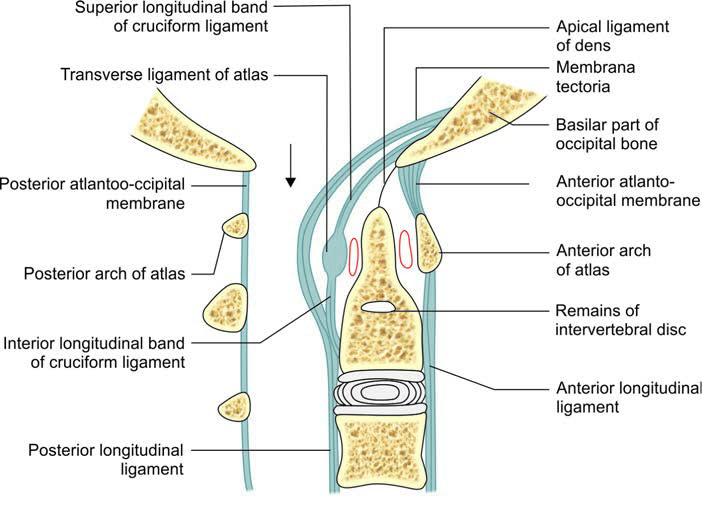 Superior longitudinal band
of cruciform ligament
Transverse ligament of atlas
Posterior atlantoo-ccipital
membrane
Posterior arch of atlas
Interior longitudinal band
of cruciform ligament
Posterior longitudinal
ligament
Apical ligament
of dens
Membrana
tectoria
Basilar part of
occipital bone
Anterior atlanto-
occipital membrane
Anterior arch
of atlas
Remains of
intervertebral disc
Anterior longitudinal
ligament